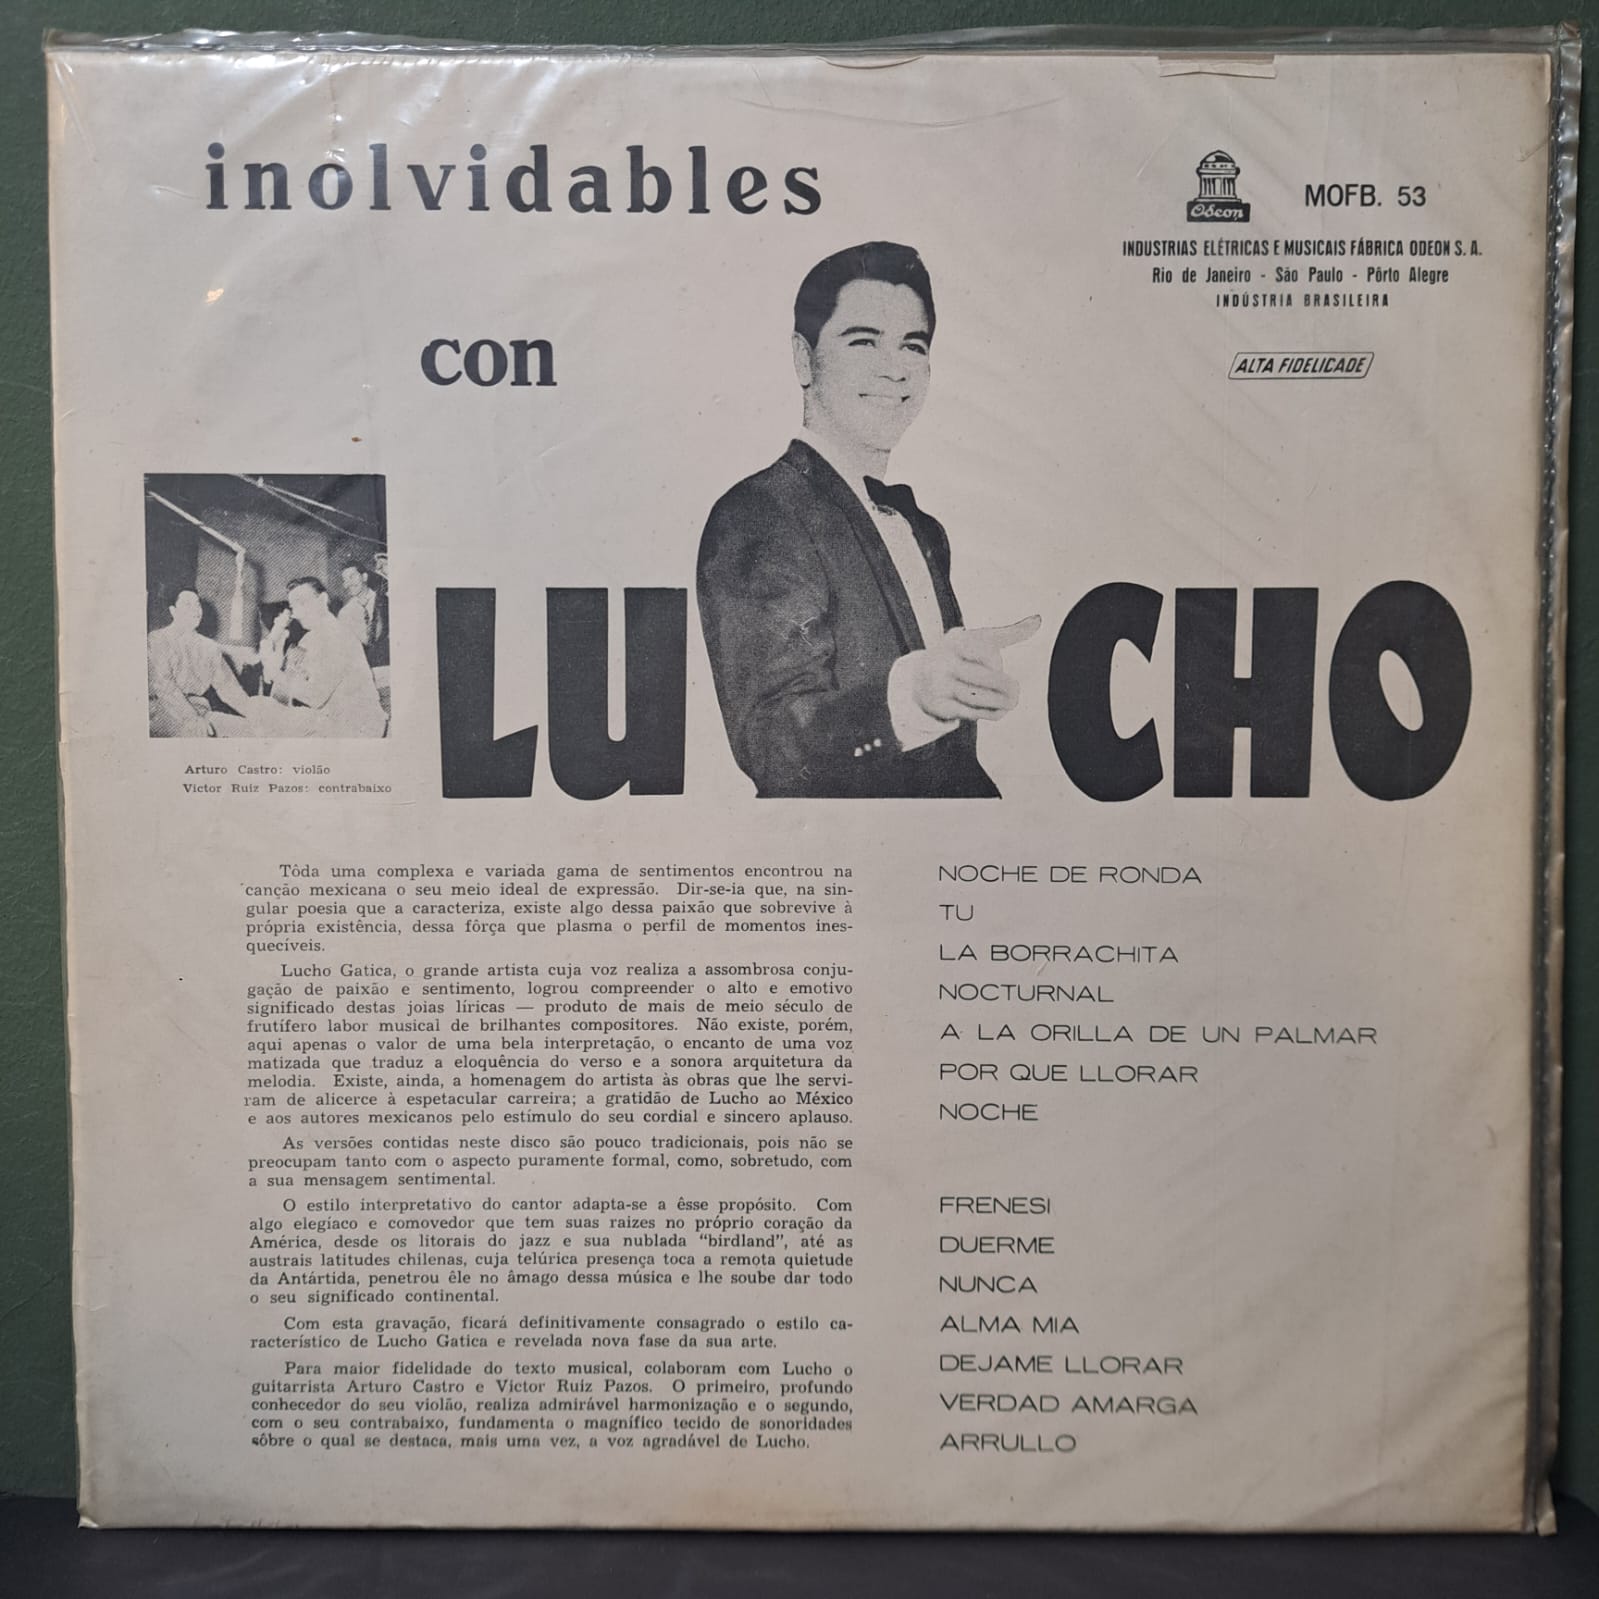 inolvidables
con
LUCHO
Odeon
MOFB. 53
INDUSTRIAS ELÉTRICAS E MUSICAIS FÁBRICA ODEON S. A.
Rio de Janeiro - São Paulo - Pôrto Alegre
INDÚSTRIA BRASILEIRA
ALTA FIDELICADE
Arturo Castro: violão
Victor Ruiz Pazos: contrabaixo
Tôda uma complexa e variada gama de sentimentos encontrou na
canção mexicana o seu meio ideal de expressão. Dir-se-ia que, na sin-
gular poesia que a caracteriza, existe algo dessa paixão que sobrevive à
própria existência, dessa fôrça que plasma o perfil de momentos ines-
quecíveis.
Lucho Gatica, o grande artista cuja voz realiza a assombrosa conju-
gação de paixão e sentimento, logrou compreender o alto e emotivo
significado destas joias líricas — produto de mais de meio século de
frutífero labor musical de brilhantes compositores. Não existe, porém,
aqui apenas o valor de uma bela interpretação, o encanto de uma voz
matizada que traduz a eloquência do verso e a sonora arquitetura da
melodia. Existe, ainda, a homenagem do artista às obras que lhe servi-
ram de alicerce à espetacular carreira; a gratidão de Lucho ao México
e aos autores mexicanos pelo estímulo do seu cordial e sincero aplauso.
As versões contidas neste disco são pouco tradicionais, pois não se
preocupam tanto com o aspecto puramente formal, como, sobretudo, com
a sua mensagem sentimental.
O estilo interpretativo do cantor adapta-se a êsse propósito. Com
algo elegíaco e comovedor que tem suas raizes no próprio coração da
América, desde os litorais do jazz e sua nublada "birdland", até as
austrais latitudes chilenas, cuja telúrica presença toca a remota quietude
da Antártida, penetrou êle no âmago dessa música e lhe soube dar todo
o seu significado continental.
Com esta gravação, ficará definitivamente consagrado o estilo ca-
racterístico de Lucho Gatica e revelada nova fase da sua arte.
Para maior fidelidade do texto musical, colaboram com Lucho o
guitarrista Arturo Castro e Victor Ruiz Pazos. O primeiro, profundo
conhecedor do seu violão, realiza admirável harmonização e o segundo,
com o seu contrabaixo, fundamenta o magnífico tecido de sonoridades
sôbre o qual se destaca, mais uma vez, a voz agradável de Lucho.
NOCHE DE RONDA
TU
LA BORRACHITA
NOCTURNAL
A LA ORILLA DE UN PALMAR
POR QUE LLORAR
NOCHE
FRENESI
DUERME
NUNCA
ALMA MIA
DEJAME LLORAR
VERDAD AMARGA
ARRULLO